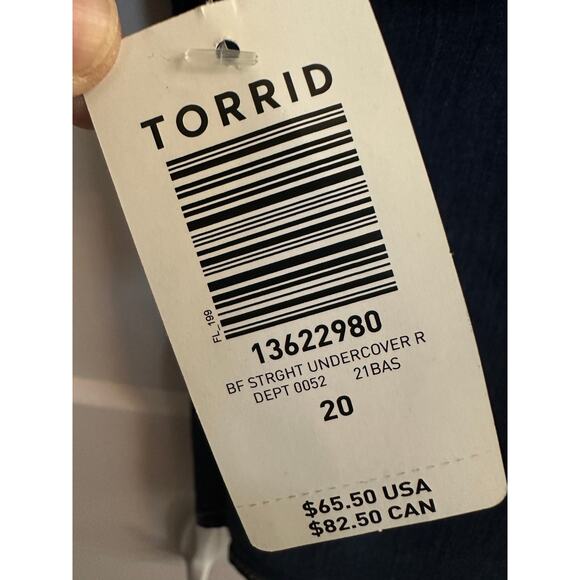 TORRID
FL_199
13622980
BF STRGHT UNDERCOVER R
DEPT 0052 21BAS
20
$65.50 USA
$82.50 CAN